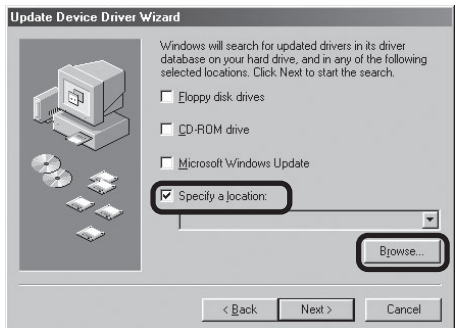 Update Device Driver Wizard
Windows will search for updated drivers in its driver
database on your hard drive, and in any of the following
selected locations. Click Next to start the search.
Floppy disk drives
CD-ROM drive
Microsoft Windows Update
Specify a location:
Browse...
< Back
Next >
Cancel